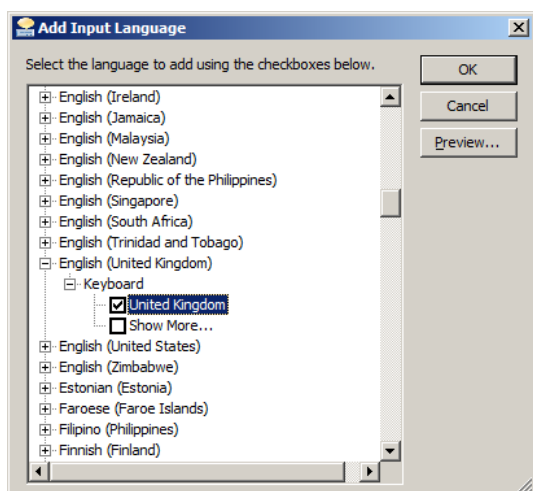 Add Input Language
Select the language to add using the checkboxes below.
OK
Cancel
Preview...
English (Ireland)
English (Jamaica)
English (Malaysia)
English (New Zealand)
English (Republic of the Philippines)
English (Singapore)
English (South Africa)
English (Trinidad and Tobago)
English (United Kingdom)
Keyboard
United Kingdom
Show More...
English (United States)
English (Zimbabwe)
Estonian (Estonia)
Faroese (Faroe Islands)
Filipino (Philippines)
Finnish (Finland)